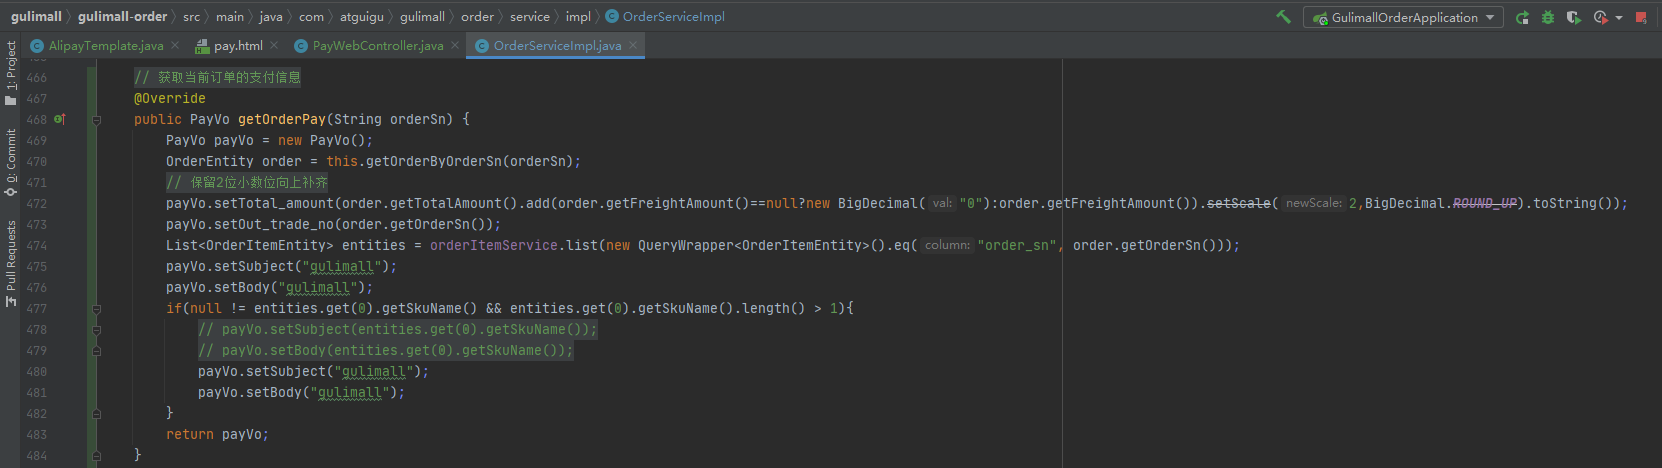 gulimall 〉 gulimall-order 〉 src 〉 main 〉 java 〉 com 〉 atguigu 〉 gulimall 〉 order 〉 service 〉 impl 〉 OrderServiceImpl GulimallOrderApplication
AlipayTemplate.java × pay.html × PayWebController.java × OrderServiceImpl.java ×
1: Project
0: Commit
Pull Requests
466 // 获取当前订单的支付信息
467 @Override
468 public PayVo getOrderPay(String orderSn) {
469 PayVo payVo = new PayVo();
470 OrderEntity order = this.getOrderByOrderSn(orderSn);
471 // 保留2位小数位向上补齐
472 payVo.setTotal_amount(order.getTotalAmount().add(order.getFreightAmount()==null?new BigDecimal( val: "0"):order.getFreightAmount()).setScale( newScale: 2,BigDecimal.ROUND_UP).toString());
473 payVo.setOut_trade_no(order.getOrderSn());
474 List<OrderItemEntity> entities = orderItemService.list(new QueryWrapper<OrderItemEntity>().eq( column: "order_sn", order.getOrderSn()));
475 payVo.setSubject("gulimall");
476 payVo.setBody("gulimall");
477 if(null != entities.get(0).getSkuName() && entities.get(0).getSkuName().length() > 1){
478 // payVo.setSubject(entities.get(0).getSkuName());
479 // payVo.setBody(entities.get(0).getSkuName());
480 payVo.setSubject("gulimall");
481 payVo.setBody("gulimall");
482 }
483 return payVo;
484 }